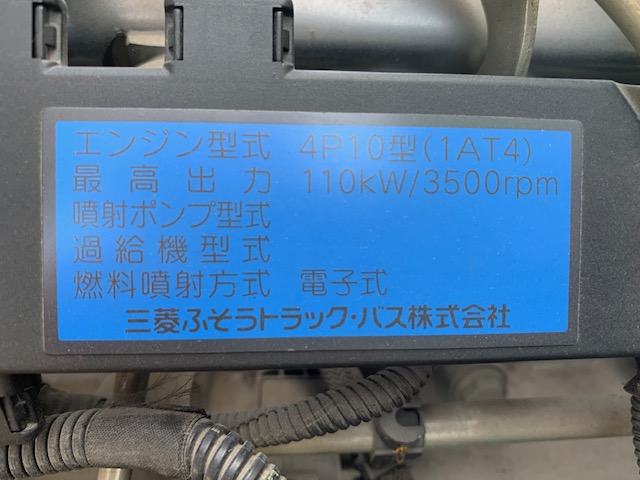 エンジン型式 4P10型(1AT4)
最高出力 110kW/3500rpm
噴射ポンプ型式
過給機型式
燃料噴射方式 電子式
三菱ふそうトラック・バス株式会社